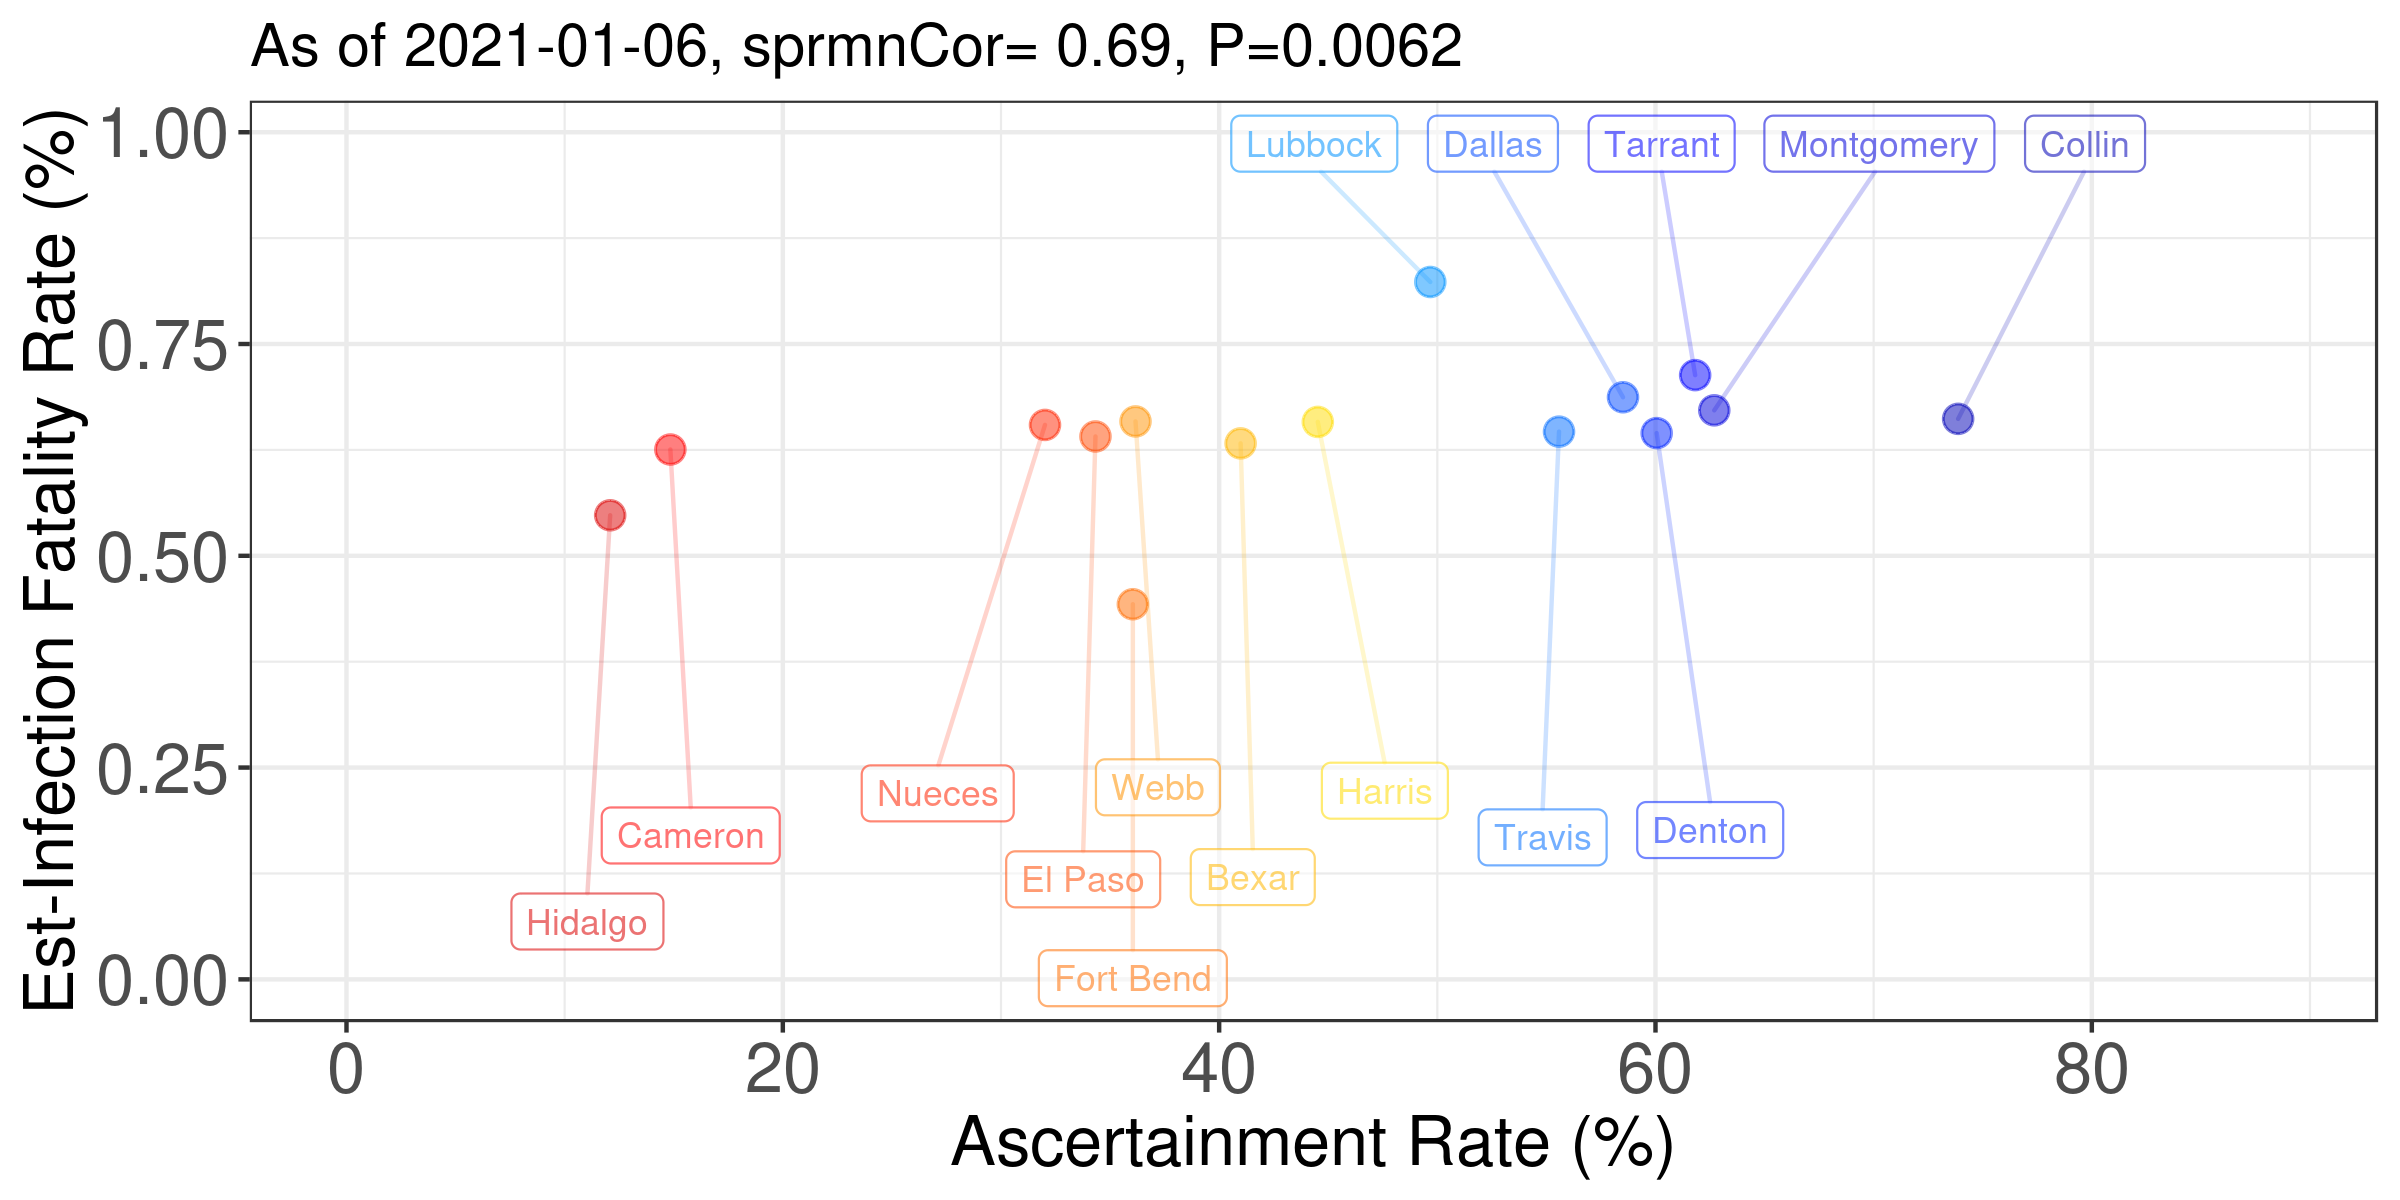 As of 2021-01-06, sprmnCor= 0.69, P=0.0062
Est-Infection Fatality Rate (%)
1.00
0.75
0.50
0.25
0.00
Lubbock
Dallas
Tarrant
Montgomery
Collin
Nueces
Webb
Harris
Cameron
Travis
Denton
El Paso
Bexar
Hidalgo
Fort Bend
0
20
40
60
80
Ascertainment Rate (%)